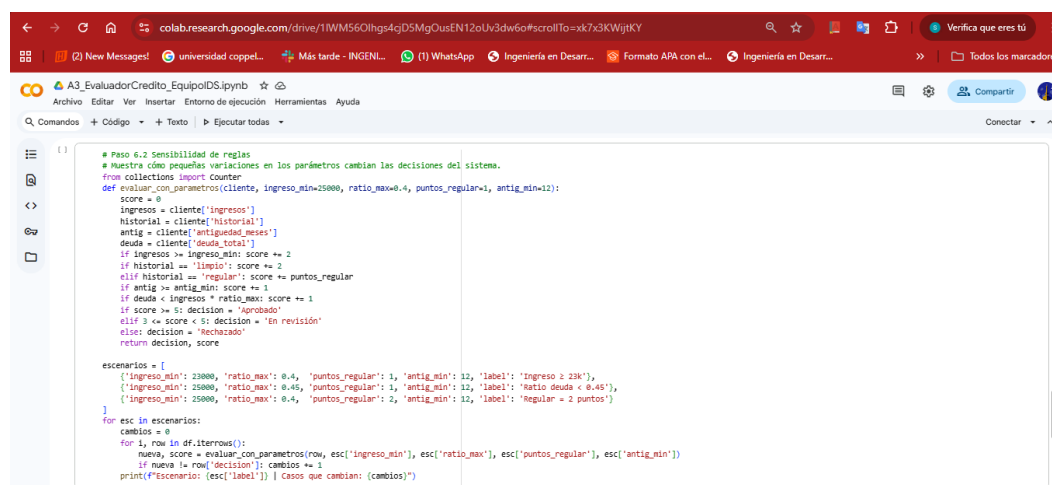 colab.research.google.com/drive/1IWM56Olhgs4cjD5MgOusEN12oUv3dw6o#scrollTo=xk7x3KWijtKY
S Verifica que eres tú
(2) New Messages! universidad coppel... Más tarde - INGENI... (1) WhatsApp Ingeniería en Desarr... Formato APA con el... Ingeniería en Desarr... » Todos los marcadore
CO A3_EvaluadorCredito_EquipoIDS.ipynb
Archivo Editar Ver Insertar Entorno de ejecución Herramientas Ayuda
Compartir
Comandos + Código + Texto Ejecutar todas Conectar
[ ]
# Paso 6.2 Sensibilidad de reglas
# Muestra cómo pequeñas variaciones en los parámetros cambian las decisiones del sistema.
from collections import Counter
def evaluar_con_parametros(cliente, ingreso_min=25000, ratio_max=0.4, puntos_regular=1, antig_min=12):
    score = 0
    ingresos = cliente['ingresos']
    historial = cliente['historial']
    antig = cliente['antiguedad_meses']
    deuda = cliente['deuda_total']
    if ingresos >= ingreso_min: score += 2
    if historial == 'limpio': score += 2
    elif historial == 'regular': score += puntos_regular
    if antig >= antig_min: score += 1
    if deuda < ingresos * ratio_max: score += 1
    if score >= 5: decision = 'Aprobado'
    elif 3 <= score < 5: decision = 'En revisión'
    else: decision = 'Rechazado'
    return decision, score
escenarios = [
    {'ingreso_min': 23000, 'ratio_max': 0.4, 'puntos_regular': 1, 'antig_min': 12, 'label': 'Ingreso ≥ 23k'},
    {'ingreso_min': 25000, 'ratio_max': 0.45, 'puntos_regular': 1, 'antig_min': 12, 'label': 'Ratio deuda < 0.45'},
    {'ingreso_min': 25000, 'ratio_max': 0.4, 'puntos_regular': 2, 'antig_min': 12, 'label': 'Regular = 2 puntos'}
]
for esc in escenarios:
    cambios = 0
    for i, row in df.iterrows():
        nueva, score = evaluar_con_parametros(row, esc['ingreso_min'], esc['ratio_max'], esc['puntos_regular'], esc['antig_min'])
        if nueva != row['decision']: cambios += 1
    print(f"Escenario: {esc['label']} | Casos que cambian: {cambios}")